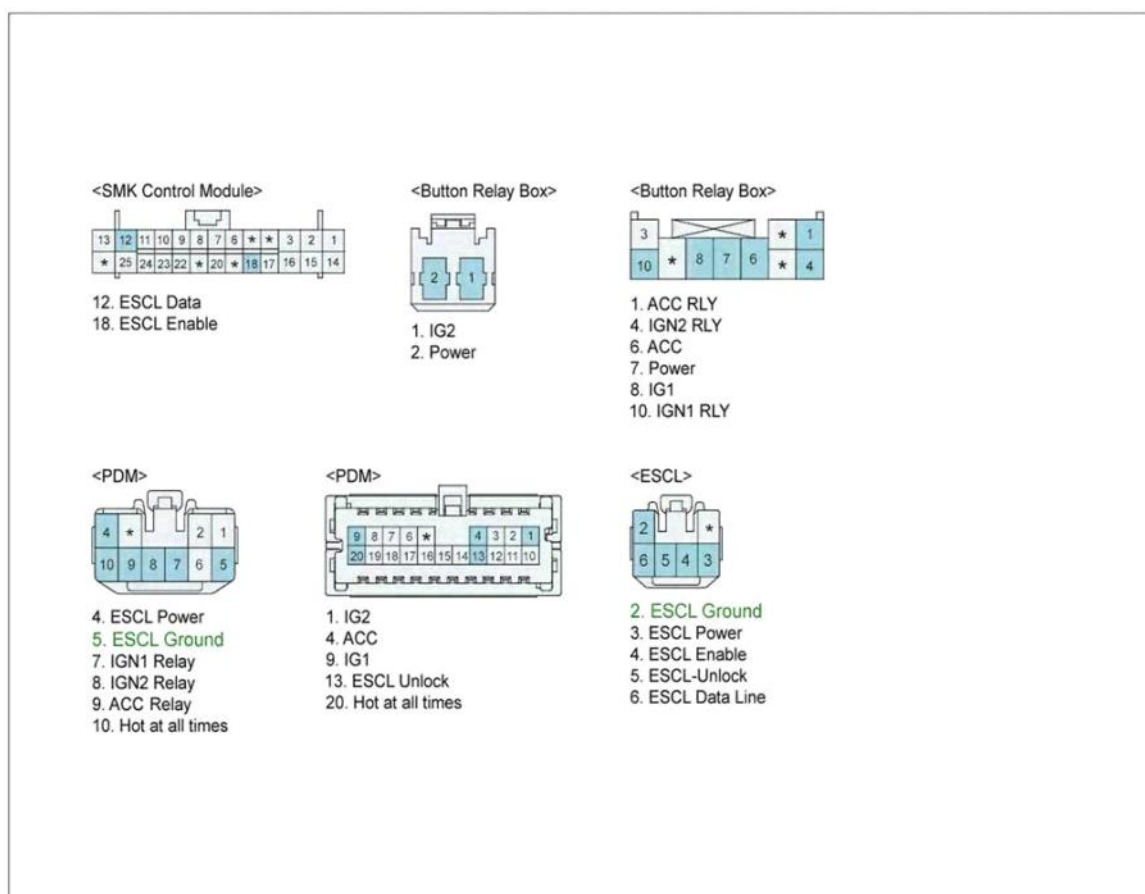 <SMK Control Module>
13 12 11 10 9 8 7 6 * * 3 2 1
* 25 24 23 22 * 20 * 18 17 16 15 14
12. ESCL Data
18. ESCL Enable
<Button Relay Box>
2 1
1. IG2
2. Power
<Button Relay Box>
3 * 1
10 * 8 7 6 * 4
1. ACC RLY
4. IGN2 RLY
6. ACC
7. Power
8. IG1
10. IGN1 RLY
<PDM>
4 * 2 1
10 9 8 7 6 5
4. ESCL Power
5. ESCL Ground
7. IGN1 Relay
8. IGN2 Relay
9. ACC Relay
10. Hot at all times
<PDM>
9 8 7 6 * 4 3 2 1
20 19 18 17 16 15 14 13 12 11 10
1. IG2
4. ACC
9. IG1
13. ESCL Unlock
20. Hot at all times
<ESCL>
2 *
6 5 4 3
2. ESCL Ground
3. ESCL Power
4. ESCL Enable
5. ESCL-Unlock
6. ESCL Data Line